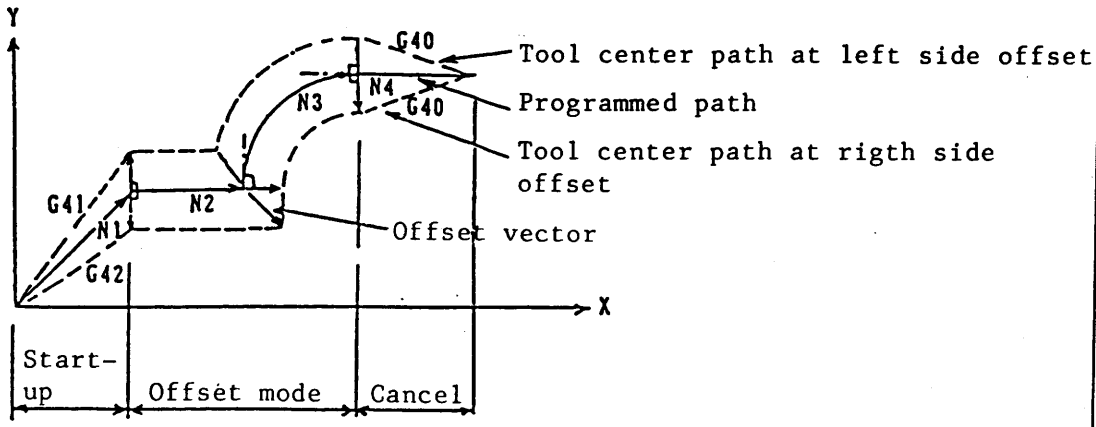 Y
G40
Tool center path at left side offset
N3
N4
Programmed path
G40
Tool center path at rigth side
offset
G41
N1
N2
Offset vector
G42
X
Start-
up
Offset mode
Cancel